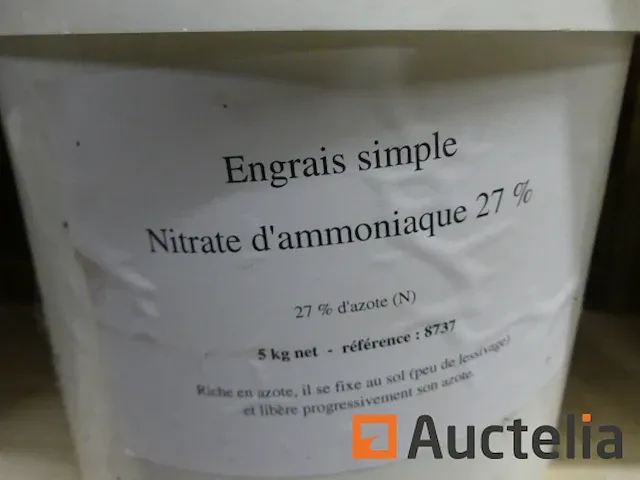 Engrais simple
Nitrate d'ammoniaque 27 %
27 % d'azote (N)
5 kg net - référence : 8737
Riche en azote, il se fixe au sol (peu de lessivage)
et libère progressivement son azote.
Auctelia